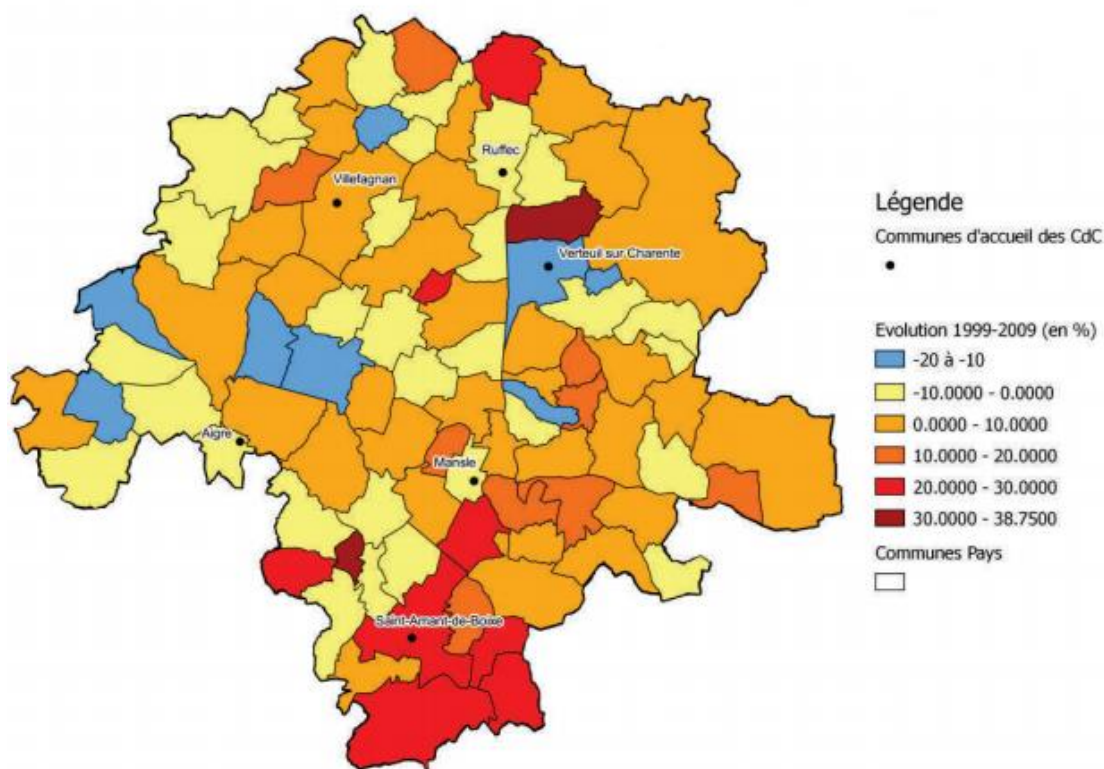 Ruffec
Villefagnan
Verteuil sur Charente
Aigre
Mansle
Saint-Amant-de-Boixe
Légende
Communes d'accueil des CdC
Evolution 1999-2009 (en %)
-20 à -10
-10.0000 - 0.0000
0.0000 - 10.0000
10.0000 - 20.0000
20.0000 - 30.0000
30.0000 - 38.7500
Communes Pays